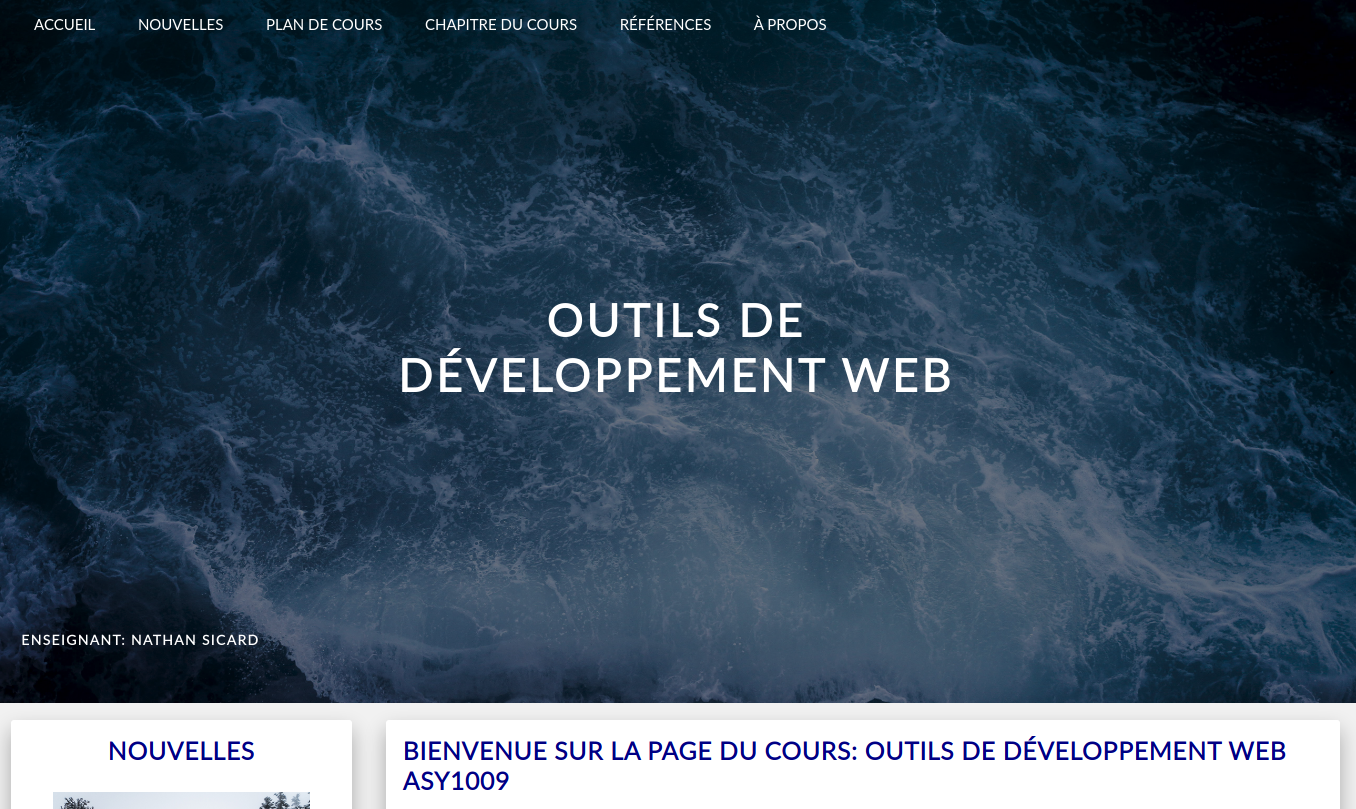 ACCUEIL NOUVELLES PLAN DE COURS CHAPITRE DU COURS RÉFÉRENCES À PROPOS
OUTILS DE
DÉVELOPPEMENT WEB
ENSEIGNANT: NATHAN SICARD
NOUVELLES
BIENVENUE SUR LA PAGE DU COURS: OUTILS DE DÉVELOPPEMENT WEB
ASY1009